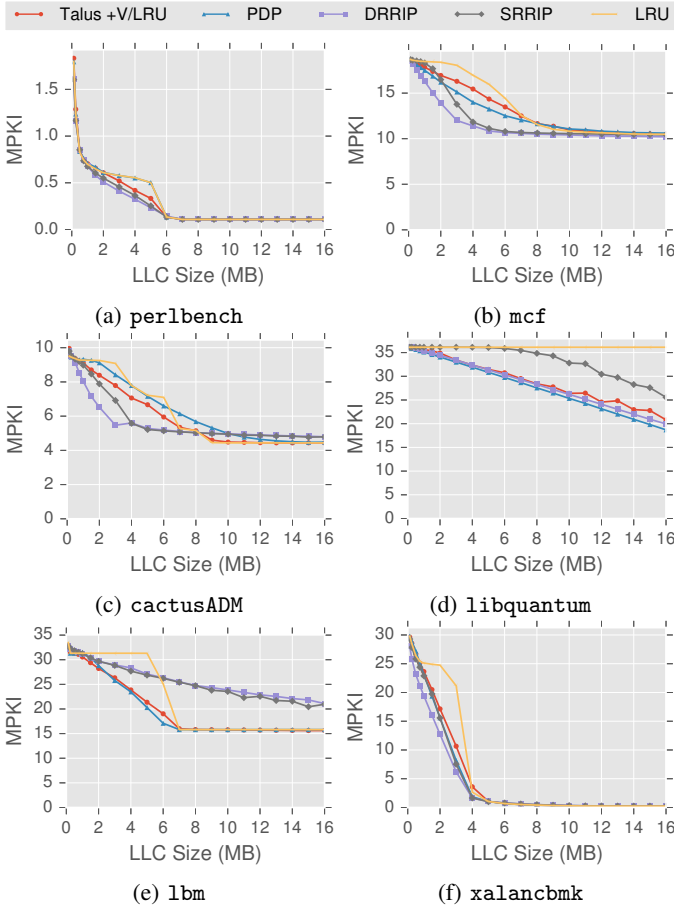 Talus +V/LRU PDP DRRIP SRRIP LRU
1.5
1.0
0.5
0.0
MPKI
0 2 4 6 8 10 12 14 16
LLC Size (MB)
(a) perlbench
15
10
5
0
MPKI
0 2 4 6 8 10 12 14 16
LLC Size (MB)
(b) mcf
10
8
6
4
2
0
MPKI
0 2 4 6 8 10 12 14 16
LLC Size (MB)
(c) cactusADM
35
30
25
20
15
10
5
0
MPKI
0 2 4 6 8 10 12 14 16
LLC Size (MB)
(d) libquantum
35
30
25
20
15
10
5
0
MPKI
0 2 4 6 8 10 12 14 16
LLC Size (MB)
(e) lbm
30
25
20
15
10
5
0
MPKI
0 2 4 6 8 10 12 14 16
LLC Size (MB)
(f) xalancbmk